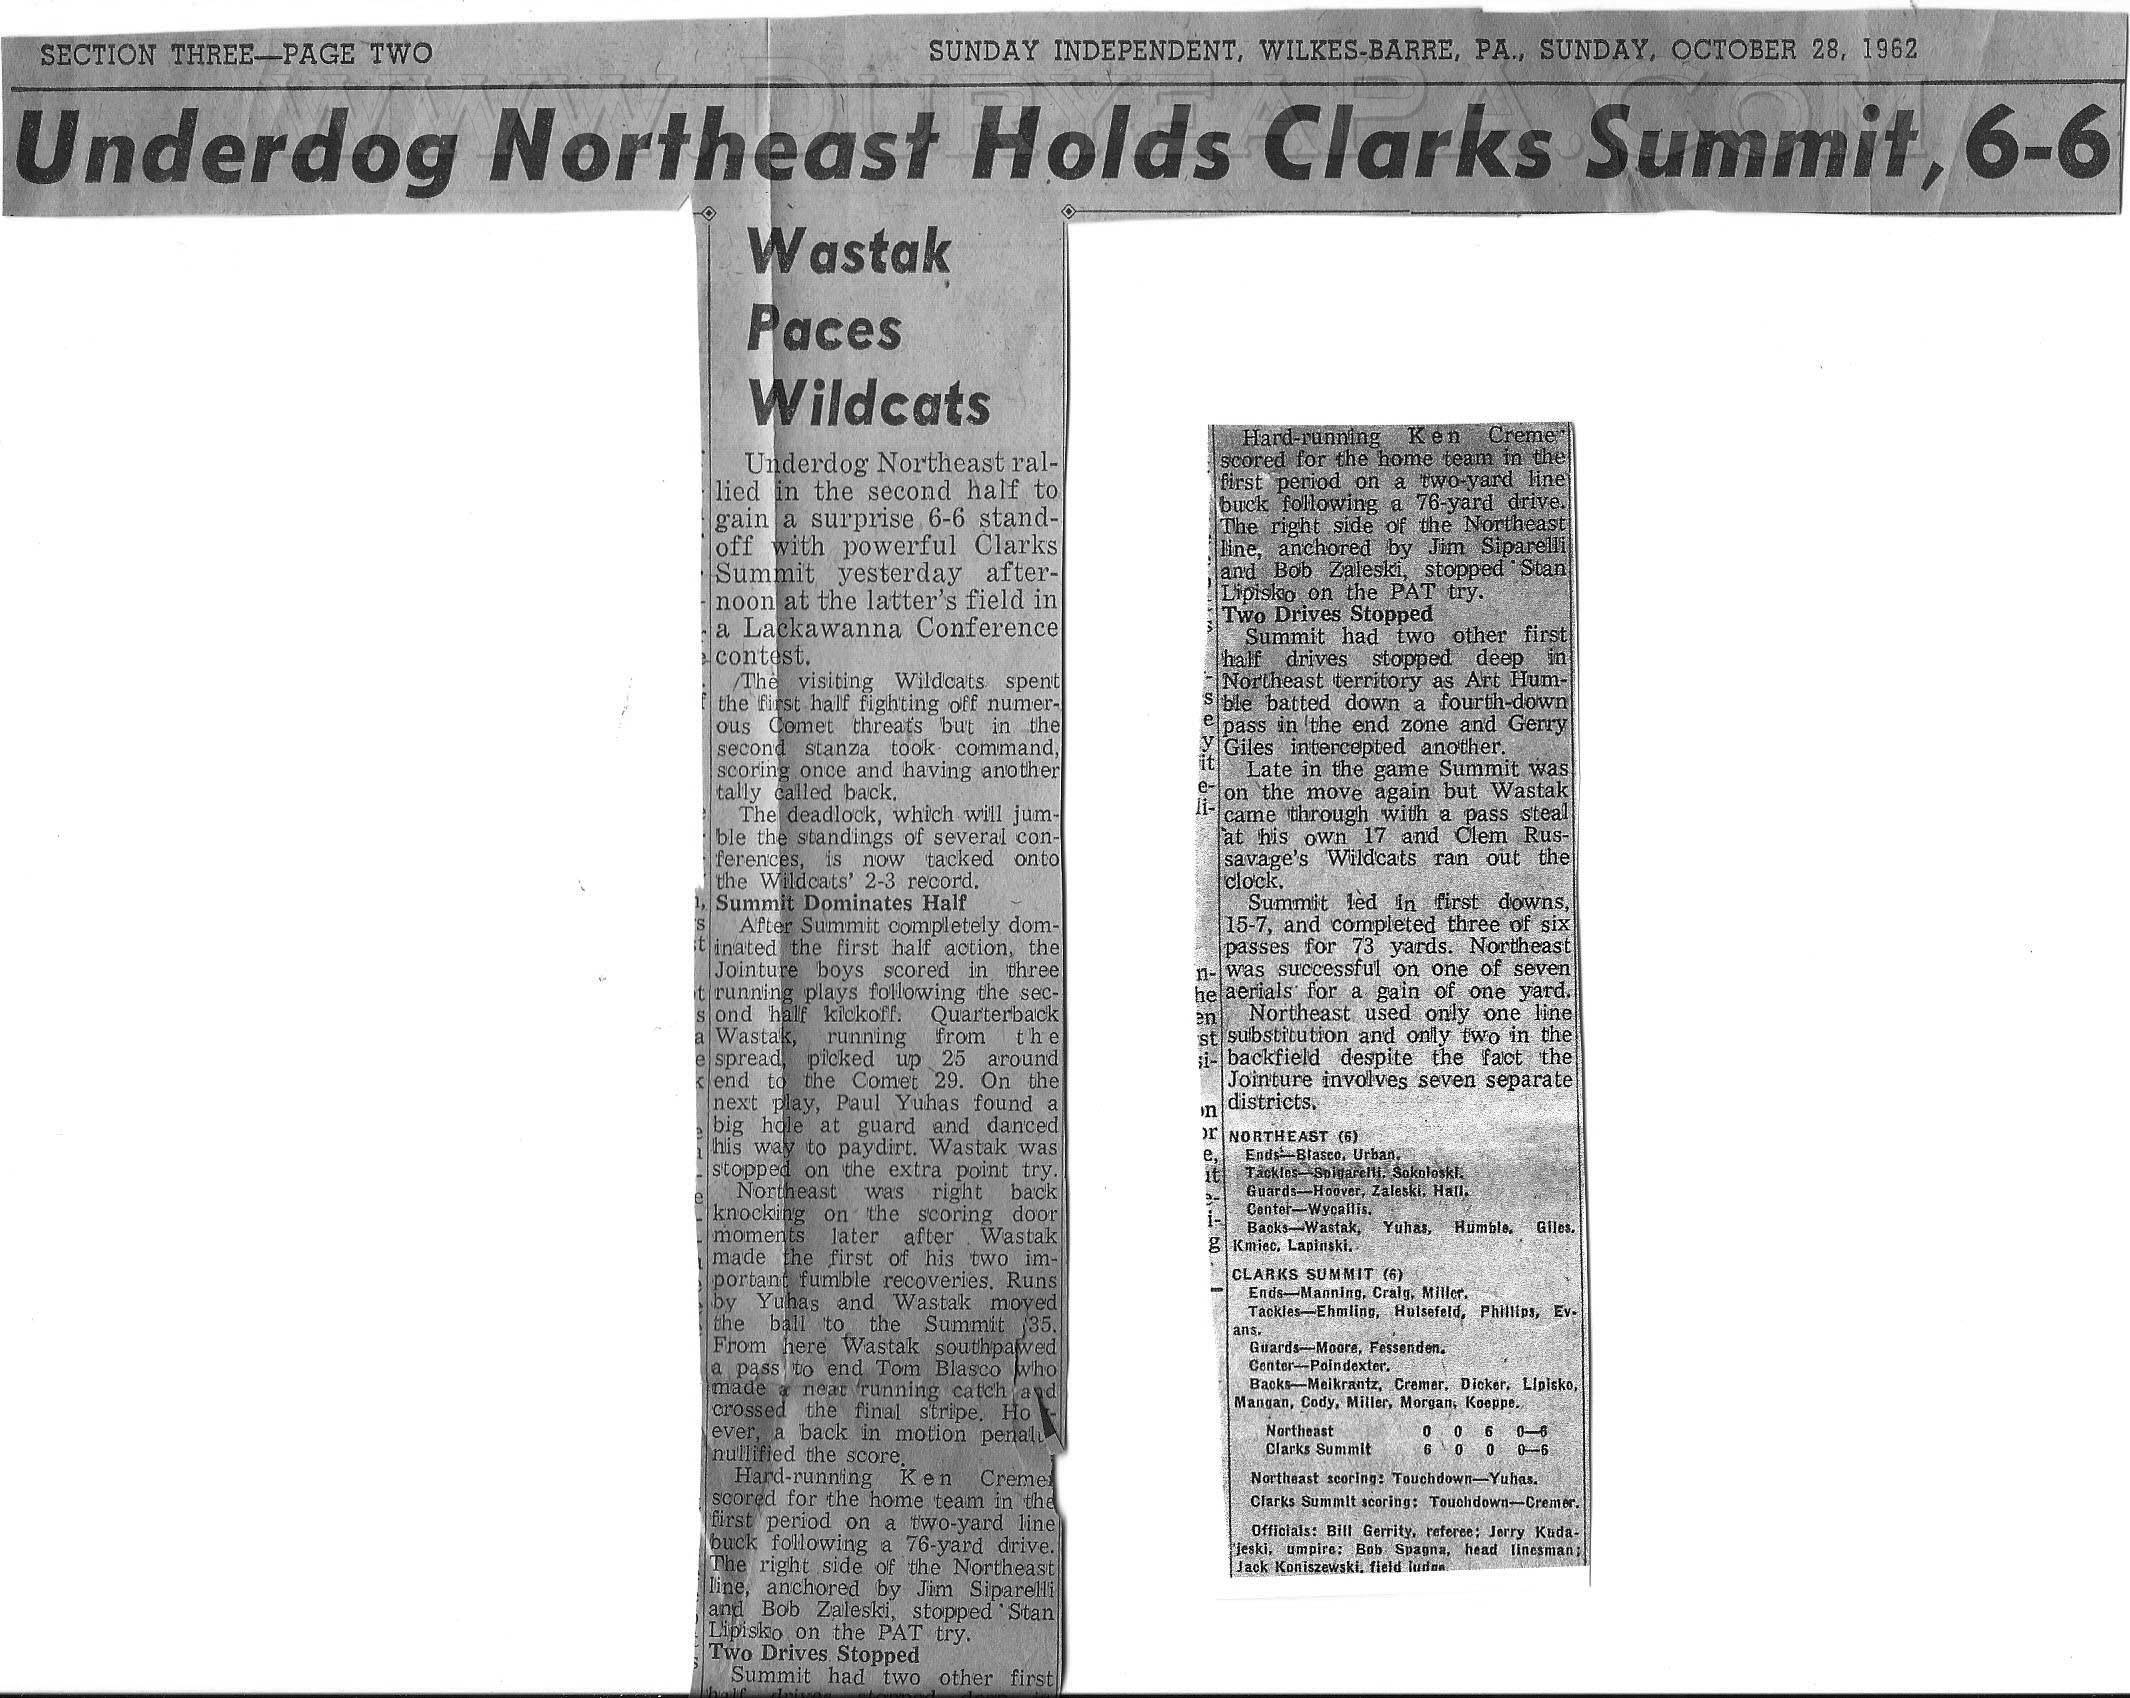 SECTION THREE—PAGE TWO
SUNDAY INDEPENDENT, WILKES-BARRE, PA., SUNDAY, OCTOBER 28, 1962
WWW.DURYEAPA.COM
Underdog Northeast Holds Clarks Summit, 6-6
Wastak
Paces
Wildcats
Underdog Northeast ral-
lied in the second half to
gain a surprise 6-6 stand-
off with powerful Clarks
Summit yesterday after-
noon at the latter's field in
a Lackawanna Conference
contest.
The visiting Wildcats spent
the first half fighting off numer-
ous Comet threats but in the
second stanza took command,
scoring once and having another
tally called back.
The deadlock, which will jum-
ble the standings of several con-
ferences, is now tacked onto
the Wildcats' 2-3 record.
Summit Dominates Half
After Summit completely dom-
inated the first half action, the
Jointure boys scored in three
running plays following the sec-
ond half kickoff. Quarterback
Wastak, running from the
spread, picked up 25 around
end to the Comet 29. On the
next play, Paul Yuhas found a
big hole at guard and danced
his way to paydirt. Wastak was
stopped on the extra point try.
Northeast was right back
knocking on the scoring door
moments later after Wastak
made the first of his two im-
portant fumble recoveries. Runs
by Yuhas and Wastak moved
the ball to the Summit 35.
From here Wastak southpawed
a pass to end Tom Blasco who
made a neat running catch and
crossed the final stripe. Ho -
ever, a back in motion penal
nullified the score.
Hard-running Ken Creme
scored for the home team in the
first period on a two-yard line
buck following a 76-yard drive.
The right side of the Northeast
line, anchored by Jim Siparelli
and Bob Zaleski, stopped Stan
Lipisko on the PAT try.
Two Drives Stopped
Summit had two other first
Hard-running Ken Cremer
scored for the home team in the
first period on a two-yard line
buck following a 76-yard drive.
The right side of the Northeast
line, anchored by Jim Siparelli
and Bob Zaleski, stopped Stan
Lipisko on the PAT try.
Two Drives Stopped
Summit had two other first
half drives stopped deep in
Northeast territory as Art Hum-
ble batted down a fourth-down
pass in the end zone and Gerry
Giles intercepted another.
Late in the game Summit was
on the move again but Wastak
came through with a pass steal
at his own 17 and Clem Rus-
savage's Wildcats ran out the
clock.
Summit led in first downs,
15-7, and completed three of six
passes for 73 yards. Northeast
was successful on one of seven
aerials for a gain of one yard.
Northeast used only one line
substitution and only two in the
backfield despite the fact the
Jointure involves seven separate
districts.
NORTHEAST (6)
Ends—Blasco, Urban.
Tackles—Spigarelli, Sokoloski.
Guards—Hoover, Zaleski, Hall.
Center—Wycallis.
Backs—Wastak, Yuhas, Humble, Giles,
Kmiec, Lapinski.
CLARKS SUMMIT (6)
Ends—Manning, Craig, Miller.
Tackles—Ehmling, Hulsefeld, Phillips, Ev-
ans.
Guards—Moore, Fessenden.
Center—Poindexter.
Backs—Meikrantz, Cremer, Dicker, Lipisko,
Mangan, Cody, Miller, Morgan, Koeppe.
Northeast 0 0 6 0—6
Clarks Summit 6 0 0 0—6
Northeast scoring: Touchdown—Yuhas.
Clarks Summit scoring: Touchdown—Cremer.
Officials: Bill Gerrity, referee; Jerry Kuda-
jeski, umpire; Bob Spagna, head linesman;
Jack Koniszewski, field judge